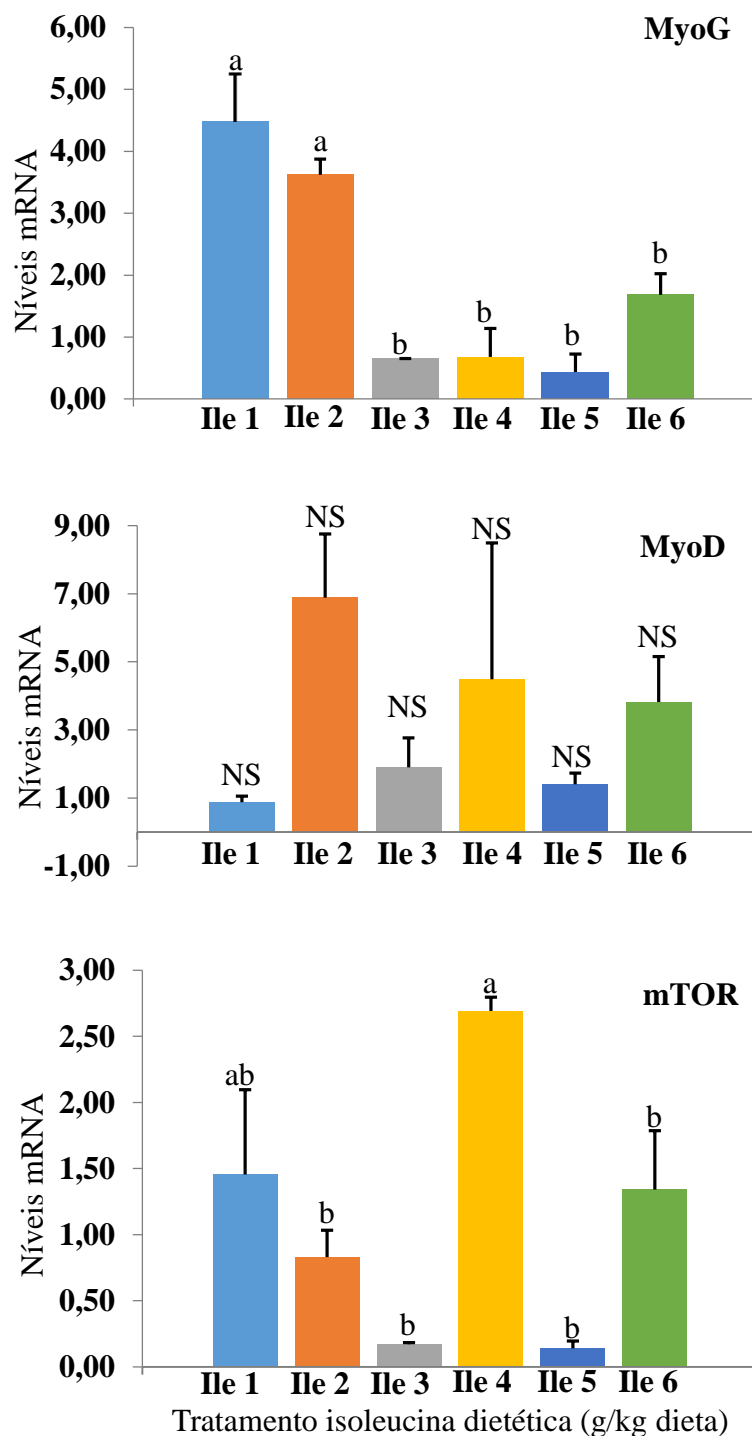 MyoG
Níveis mRNA
6,00
5,00
4,00
3,00
2,00
1,00
0,00
a
a
b
b
b
b
Ile 1 Ile 2 Ile 3 Ile 4 Ile 5 Ile 6
MyoD
Níveis mRNA
9,00
7,00
5,00
3,00
1,00
-1,00
NS
NS
NS
NS
NS
NS
Ile 1 Ile 2 Ile 3 Ile 4 Ile 5 Ile 6
mTOR
Níveis mRNA
3,00
2,50
2,00
1,50
1,00
0,50
0,00
ab
b
b
a
b
b
Ile 1 Ile 2 Ile 3 Ile 4 Ile 5 Ile 6
Tratamento isoleucina dietética (g/kg dieta)